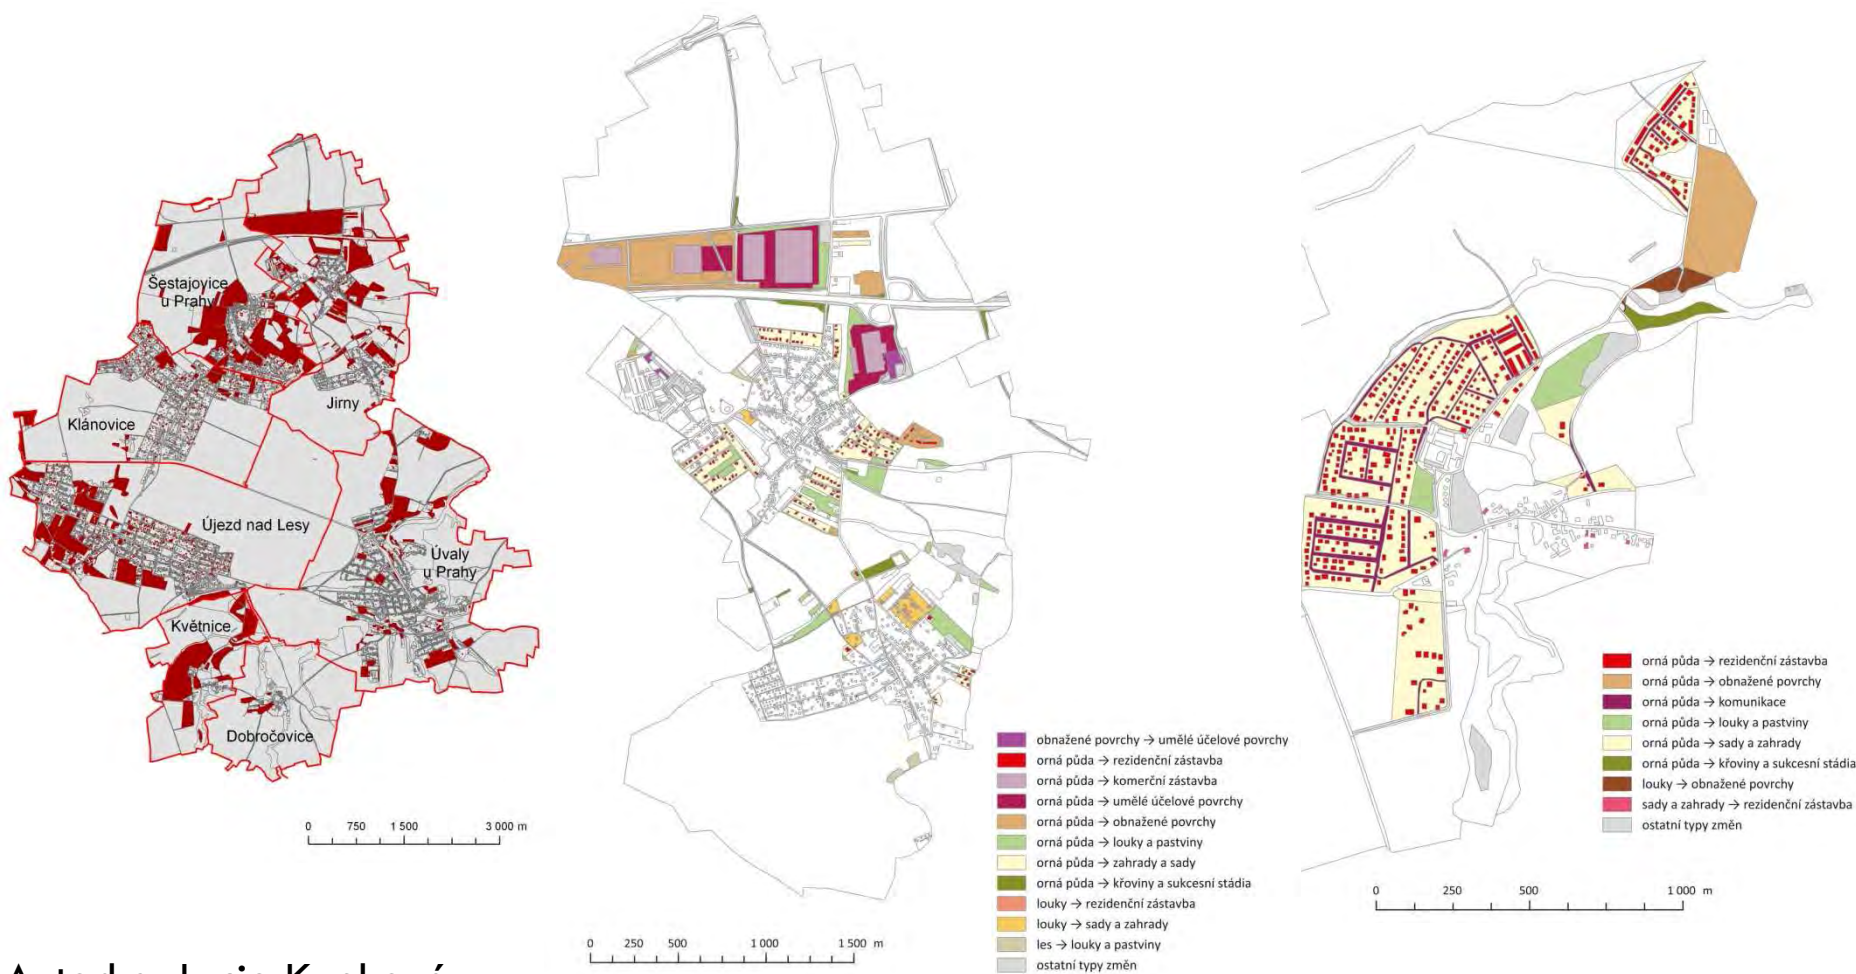 Šestajovice
u Prahy
Klánovice
Jirny
Újezd nad Lesy
Úvaly
u Prahy
Květnice
Dobročovice
0 750 1 500 3 000 m
obnažené povrchy → umělé účelové povrchy
orná půda → rezidenční zástavba
orná půda → komerční zástavba
orná půda → umělé účelové povrchy
orná půda → obnažené povrchy
orná půda → louky a pastviny
orná půda → zahrady a sady
orná půda → křoviny a sukcesní stádia
louky → rezidenční zástavba
louky → sady a zahrady
les → louky a pastviny
ostatní typy změn
0 250 500 1 000 1 500 m
orná půda → rezidenční zástavba
orná půda → obnažené povrchy
orná půda → komunikace
orná půda → louky a pastviny
orná půda → sady a zahrady
orná půda → křoviny a sukcesní stádia
louky → obnažené povrchy
sady a zahrady → rezidenční zástavba
ostatní typy změn
0 250 500 1 000 m